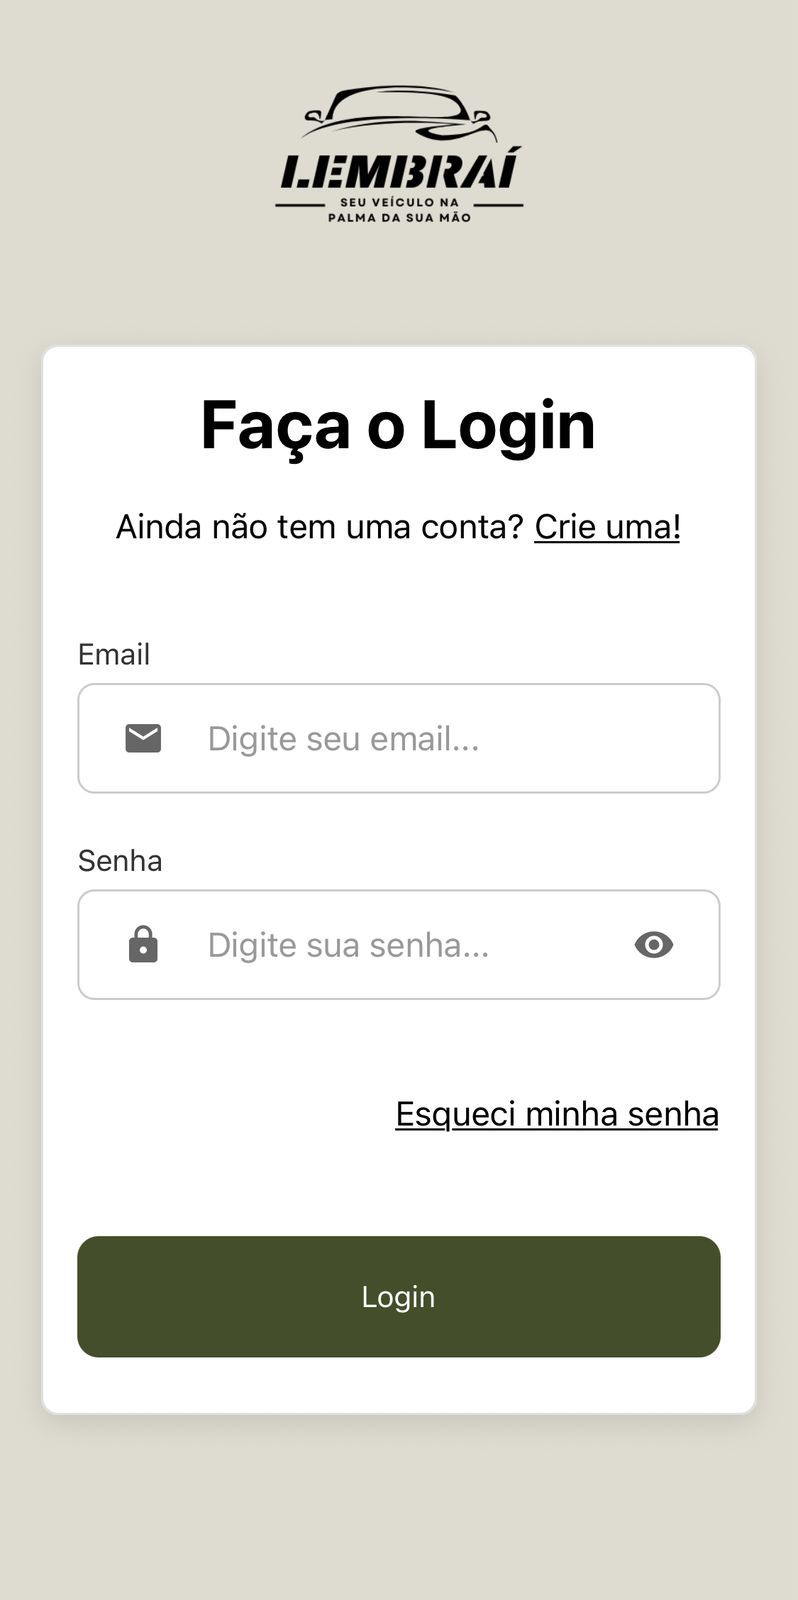 LEMBRAÍ
SEU VEÍCULO NA
PALMA DA SUA MÃO
Faça o Login
Ainda não tem uma conta? Crie uma!
Email
Digite seu email...
Senha
Digite sua senha...
Esqueci minha senha
Login